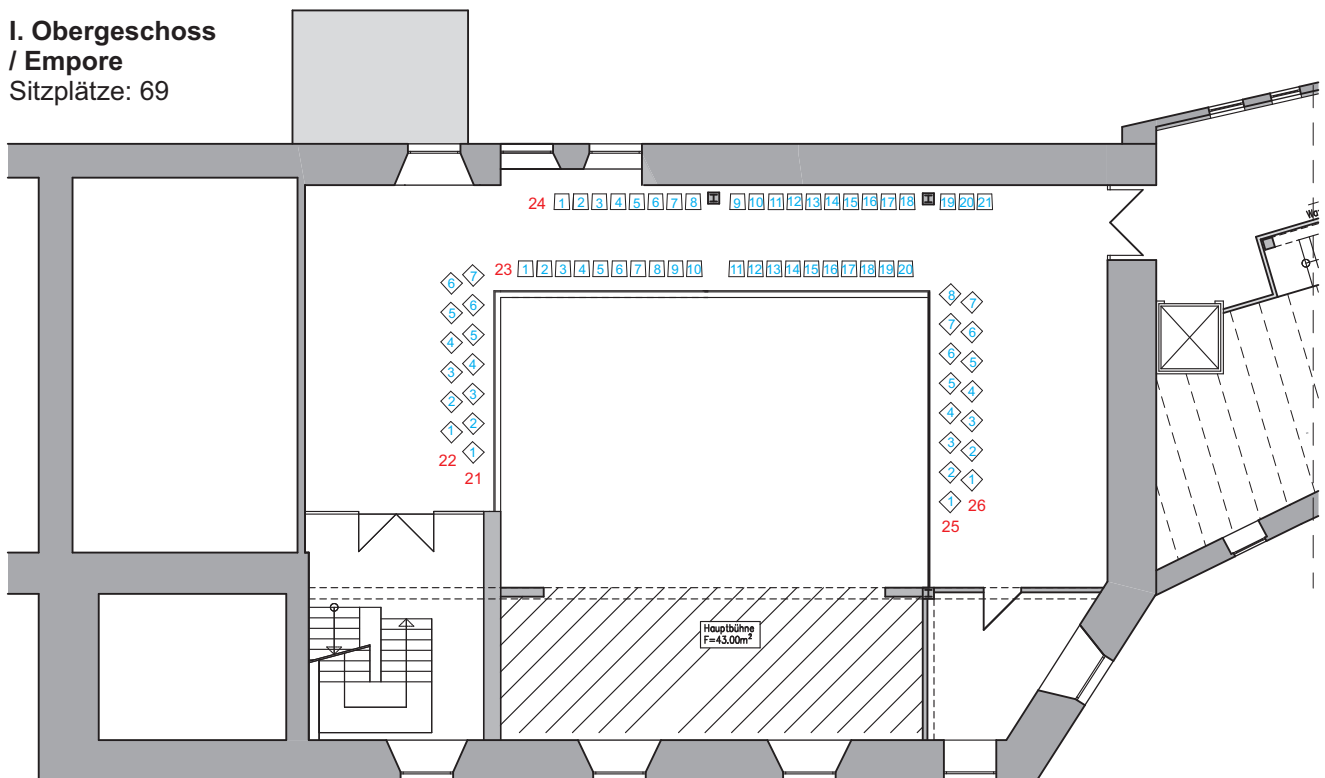 I. Obergeschoss
/ Empore
Sitzplätze: 69
24 1 2 3 4 5 6 7 8 9 10 11 12 13 14 15 16 17 18 19 20 21
23 1 2 3 4 5 6 7 8 9 10 11 12 13 14 15 16 17 18 19 20
6 5 4 3 2 1
22
7 6 5 4 3 2 1
21
8 7 6 5 4 3 2 1
25
7 6 5 4 3 2 1
26
Hauptbühne
F=43.00m²